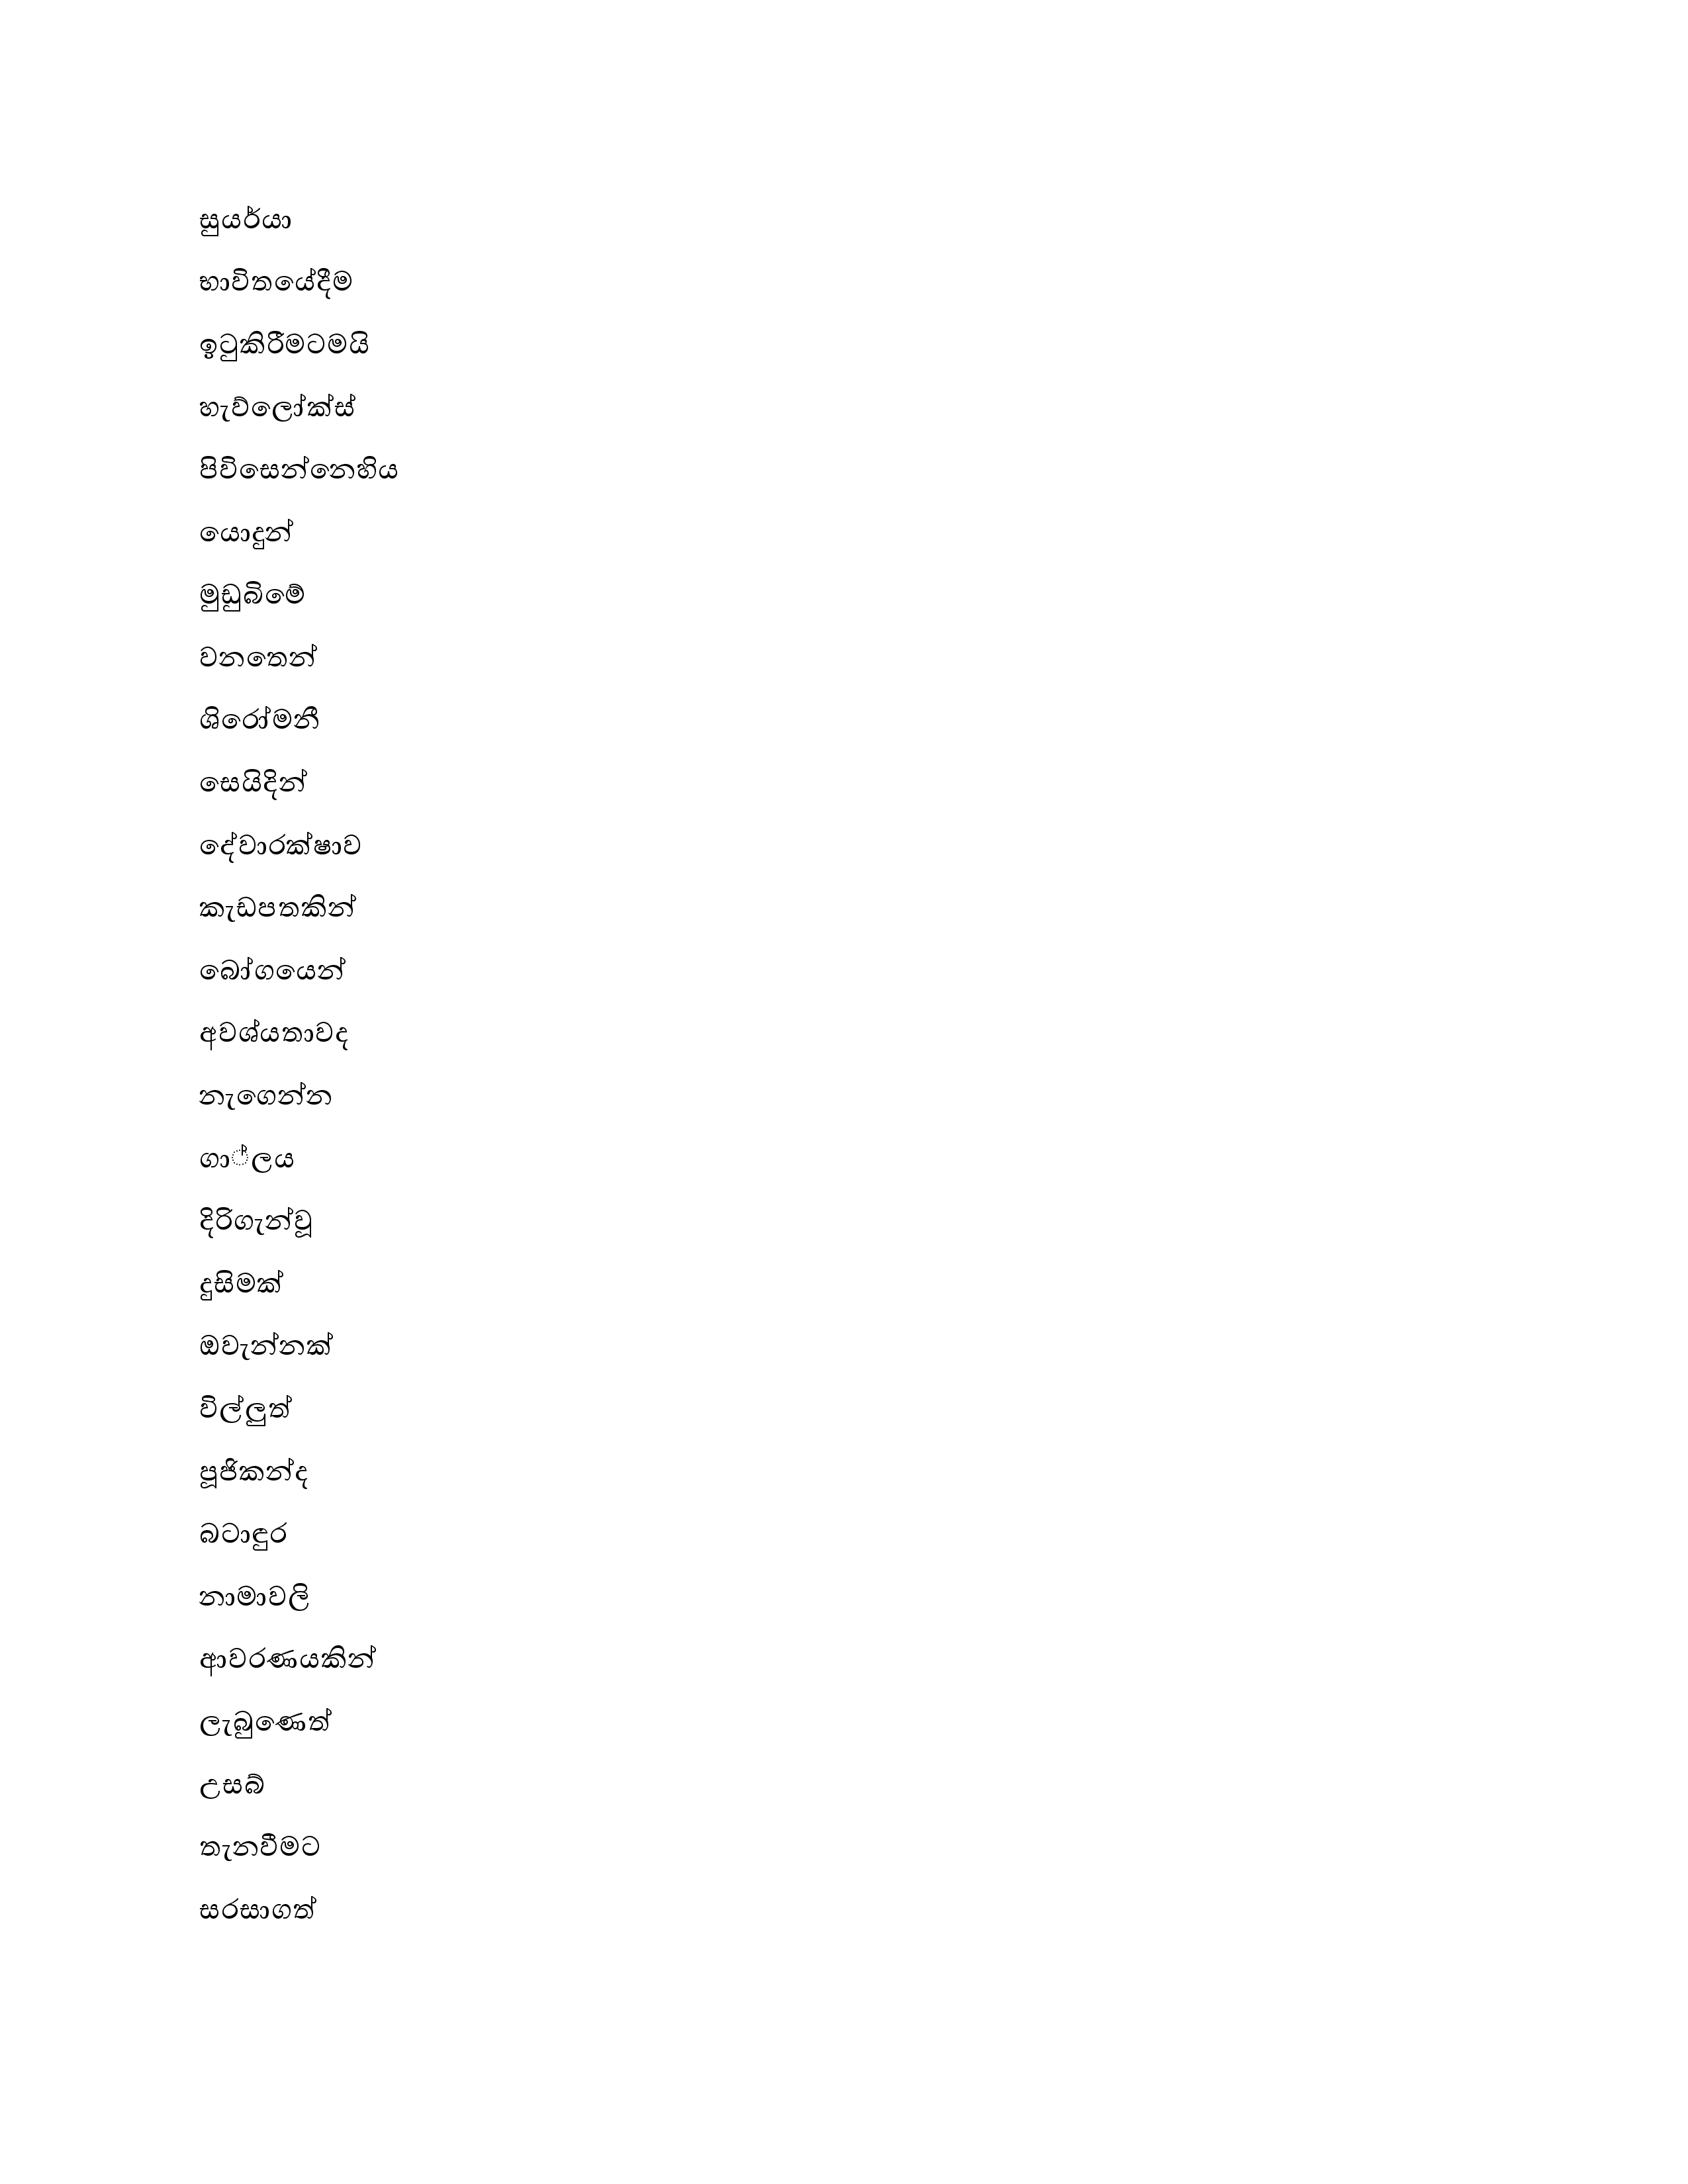 සුයර්යා
භාවිතයේදීම
ඉටුකිරීමටමයි
හැව්ලෝක්ස්
පිවිසෙන්නෙහිය
යොදුන්
මුඩුබිමේ
වනතෙන්
ශිරෝමනී
සෙයිදින්
දේවාරක්ෂාව
කැඩපතකින්
බෝගයෙන්
අවශ්යතාවද
නැගෙන්න
ගා්ලය
දිරිගැන්වූ
දුසිමක්
ඔවැන්නක්
විල්ලුත්
පූජිකන්ද
බටාඳුර
නාමාවලි
ආවරණයකින්
ලැබුණෙත්
උසබ්
තැනවීමට
සරසාගත්